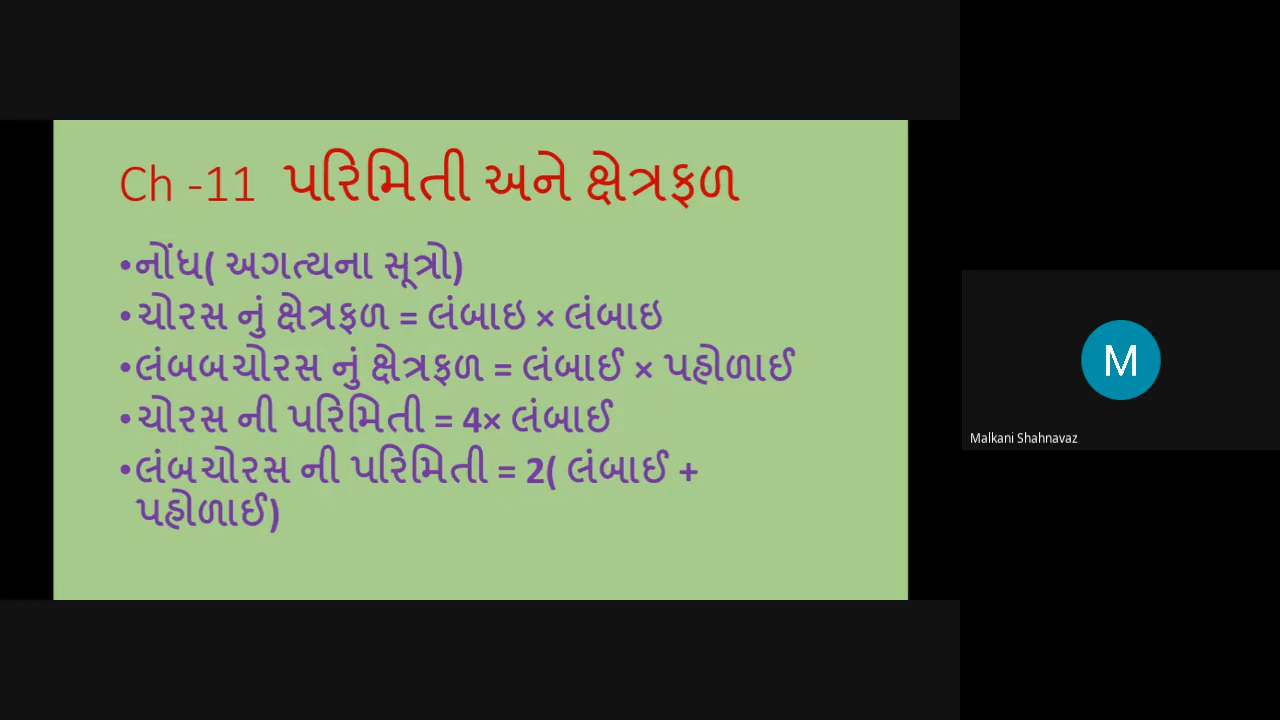 Ch -11 પરિમિતી અને ક્ષેત્રફળ
•નોંધ( અગત્યના સૂત્રો)
•ચોરસ નું ક્ષેત્રફળ = લંબાઇ × લંબાઇ
•લંબબચોરસ નું ક્ષેત્રફળ = લંબાઈ × પહોળાઈ
•ચોરસ ની પરિમિતી = 4× લંબાઈ
•લંબચોરસ ની પરિમિતી = 2( લંબાઈ +
પહોળાઈ)
M
Malkani Shahnavaz